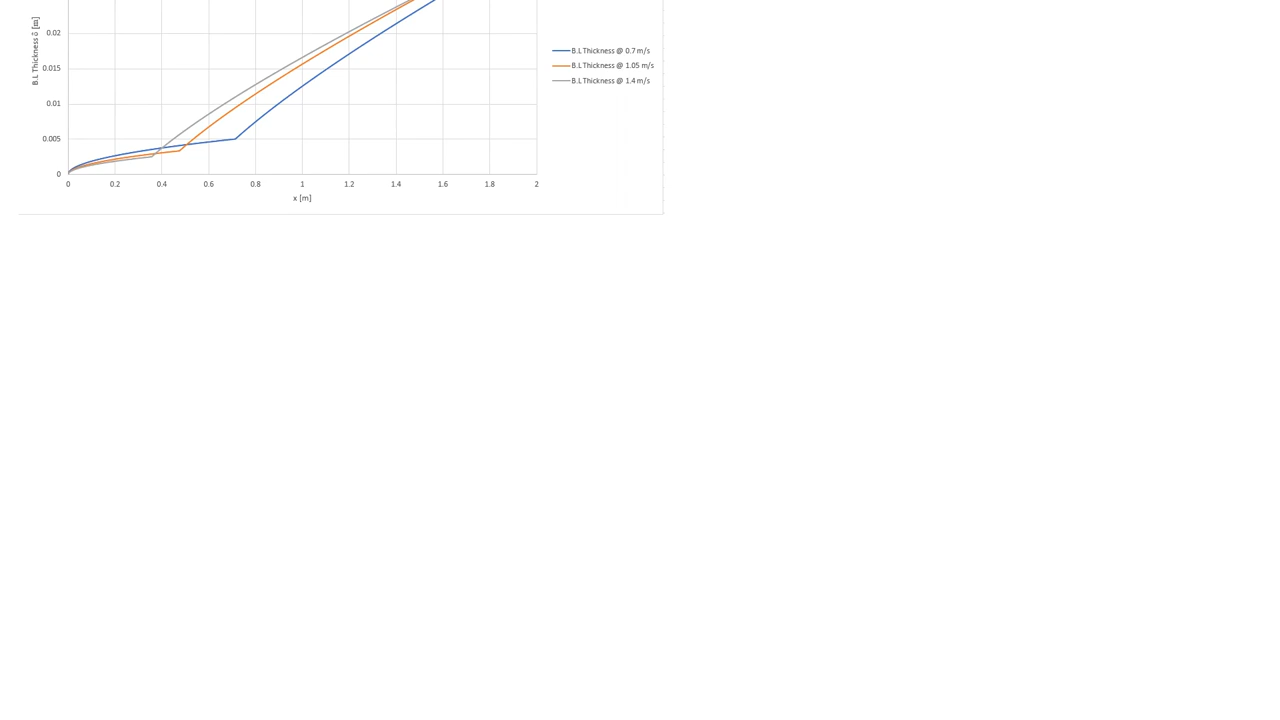 B.L Thickness δ [m]
0.02
0.015
0.01
0.005
0
0 0.2 0.4 0.6 0.8 1 1.2 1.4 1.6 1.8 2
x [m]
B.L Thickness @ 0.7 m/s
B.L Thickness @ 1.05 m/s
B.L Thickness @ 1.4 m/s